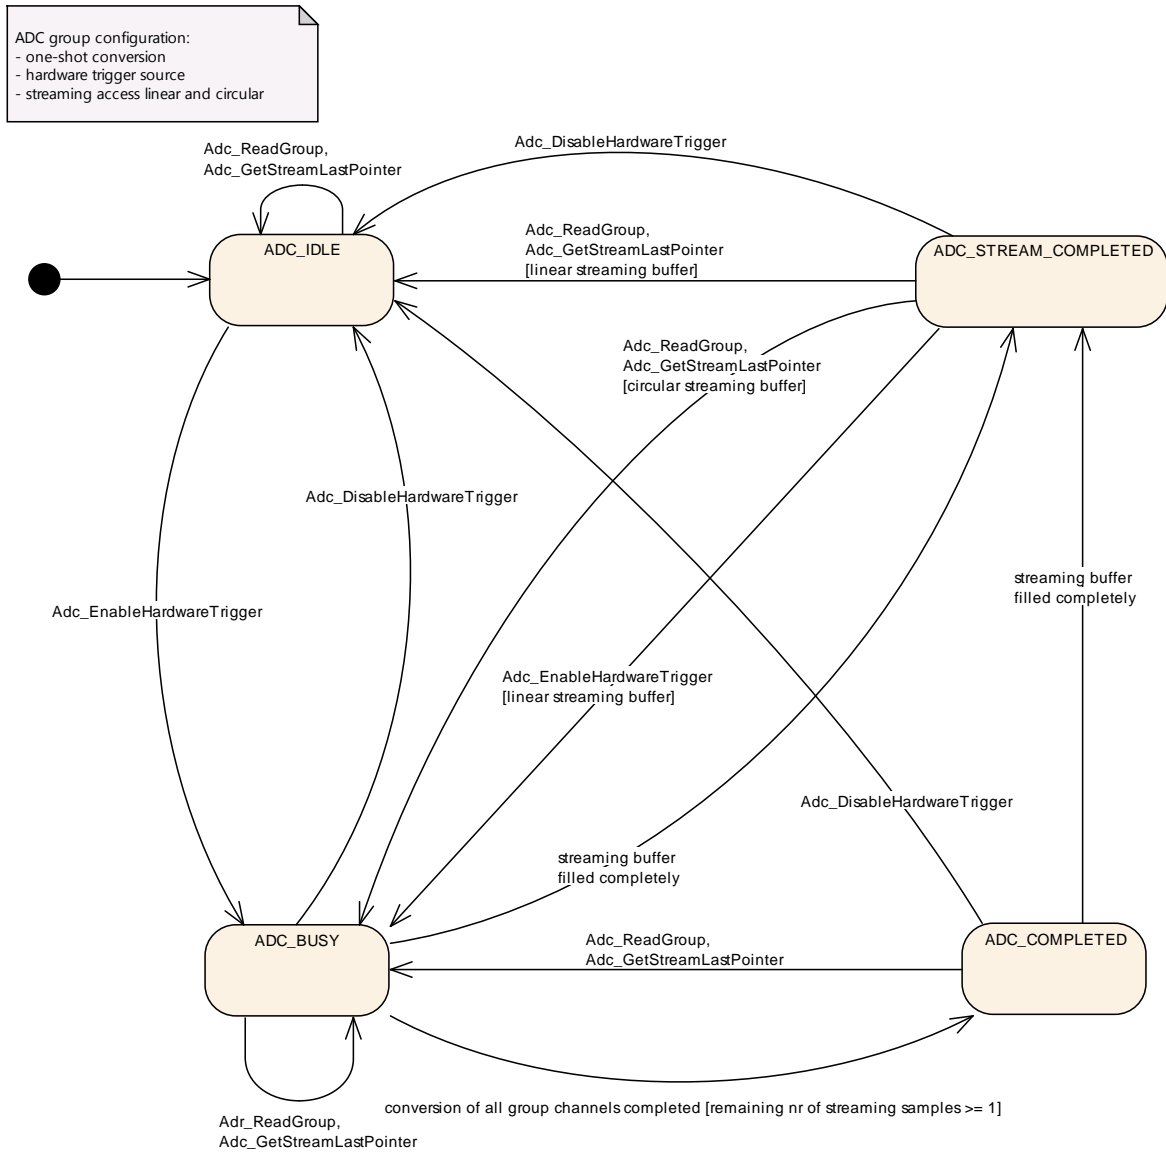 ADC group configuration:
- one-shot conversion
- hardware trigger source
- streaming access linear and circular
Adc_ReadGroup,
Adc_GetStreamLastPointer
Adc_DisableHardwareTrigger
ADC_IDLE
Adc_ReadGroup,
Adc_GetStreamLastPointer
[linear streaming buffer]
ADC_STREAM_COMPLETED
Adc_ReadGroup,
Adc_GetStreamLastPointer
[circular streaming buffer]
Adc_DisableHardwareTrigger
streaming buffer
filled completely
Adc_EnableHardwareTrigger
Adc_EnableHardwareTrigger
[linear streaming buffer]
Adc_DisableHardwareTrigger
streaming buffer
filled completely
ADC_BUSY
Adc_ReadGroup,
Adc_GetStreamLastPointer
ADC_COMPLETED
conversion of all group channels completed [remaining nr of streaming samples >= 1]
Adr_ReadGroup,
Adc_GetStreamLastPointer